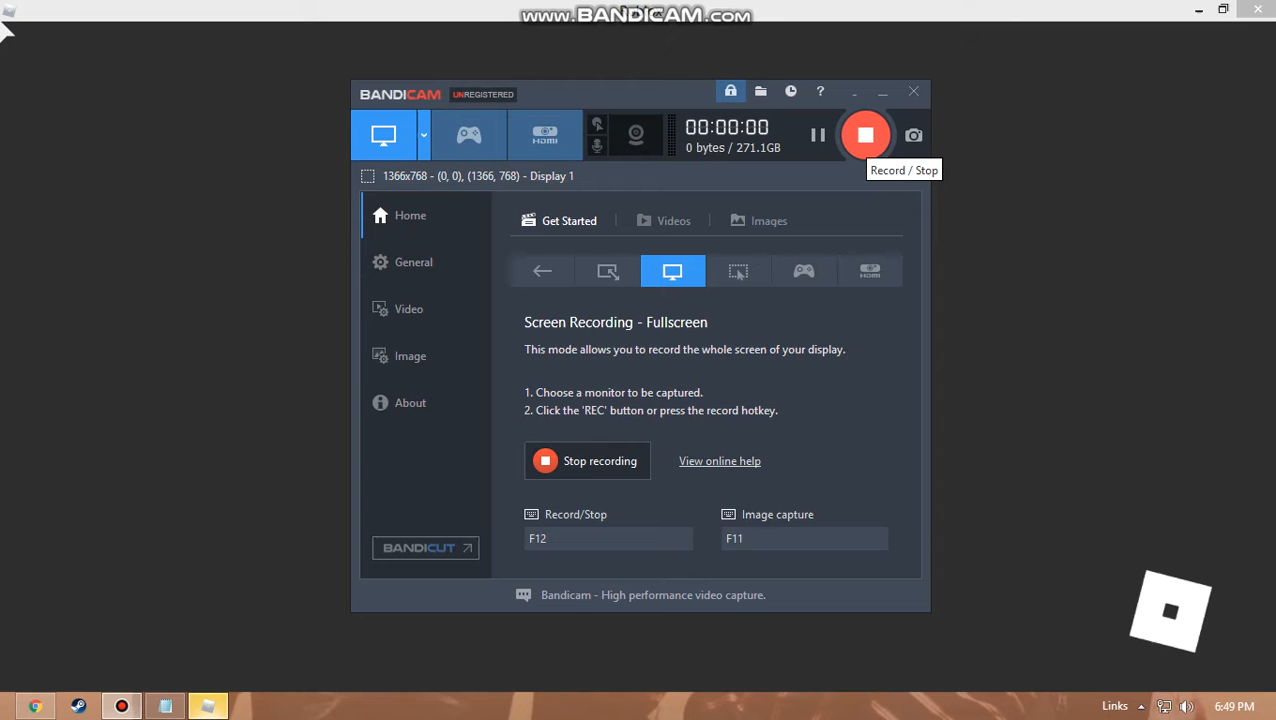 www.BANDICAM.com
BANDICAM UNREGISTERED
?
00:00:00
0 bytes / 271.1GB
HDMI
Record / Stop
1366x768 - (0, 0), (1366, 768) - Display 1
Home
General
Video
Image
About
BANDICUT
Get Started
Videos
Images
HDMI
Screen Recording - Fullscreen
This mode allows you to record the whole screen of your display.
1. Choose a monitor to be captured.
2. Click the 'REC' button or press the record hotkey.
Stop recording
View online help
Record/Stop
Image capture
F12
F11
Bandicam - High performance video capture.
Links
6:49 PM